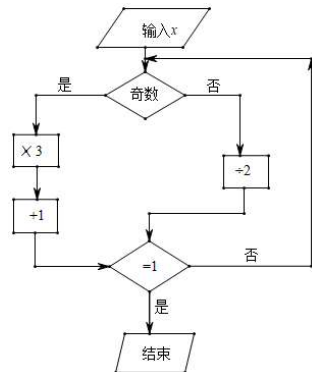 输入x
奇数
是
否
×3
÷2
÷1
=1
否
是
结束